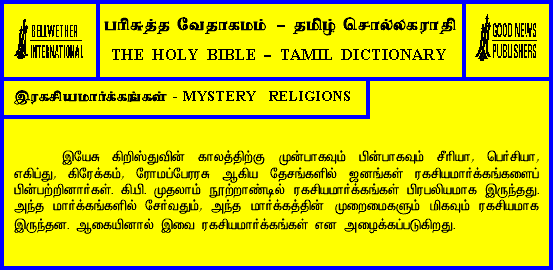 BELLWETHER
INTERNATIONAL
பரிசுத்த வேதாகமம் – தமிழ் சொல்லகராதி
THE HOLY BIBLE – TAMIL DICTIONARY
GOOD NEWS
PUBLISHERS
இரகசியமார்க்கங்கள் - MYSTERY RELIGIONS
இயேசு கிறிஸ்துவின் காலத்திற்கு முன்பாகவும் பின்பாகவும் சீரியா, பெர்சியா,
எகிப்து, கிரேக்கம், ரோமப்பேரரசு ஆகிய தேசங்களில் ஜனங்கள் ரகசியமார்க்கங்களைப்
பின்பற்றினார்கள். கி.பி. முதலாம் நூற்றாண்டில் ரகசியமார்க்கங்கள் பிரபலியமாக இருந்தது.
அந்த மார்க்கங்களில் சேர்வதும், அந்த மார்க்கத்தின் முறைமைகளும் மிகவும் ரகசியமாக
இருந்தன. ஆகையினால் இவை ரகசியமார்க்கங்கள் என அழைக்கப்படுகிறது.